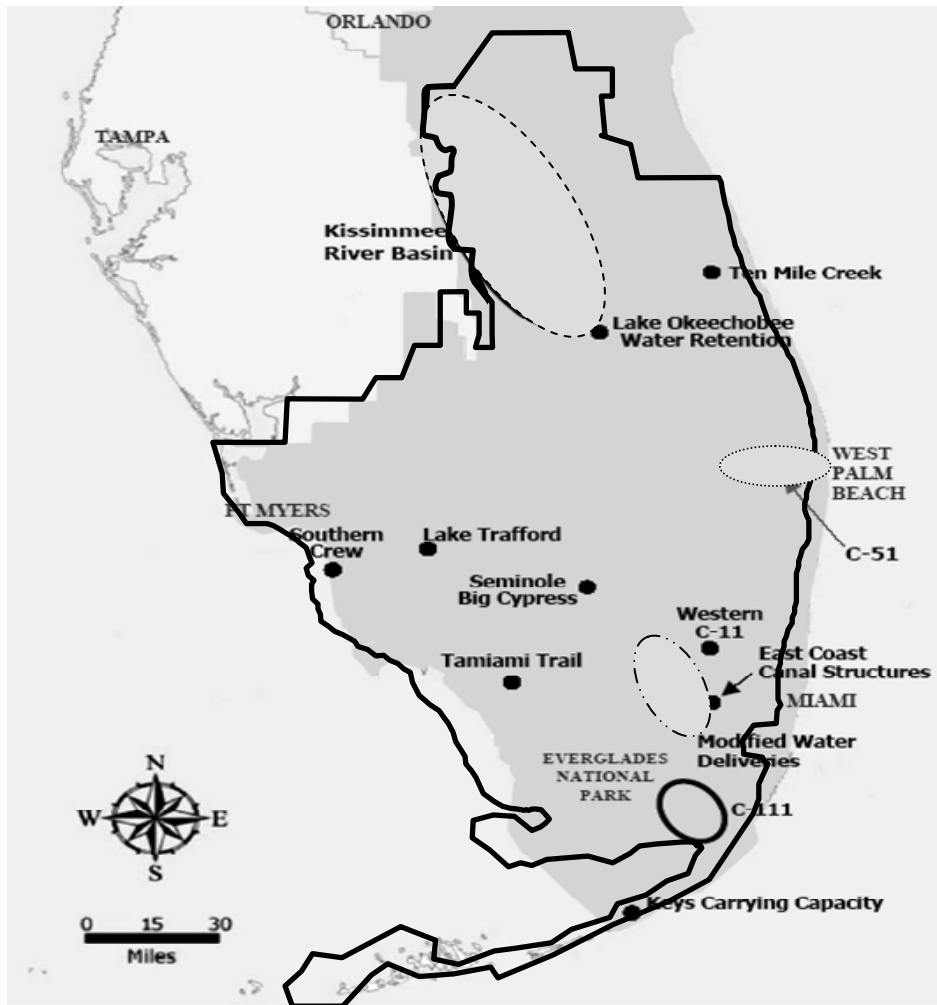 ORLANDO
TAMPA
Kissimmee
River Basin
Ten Mile Creek
Lake Okeechobee
Water Retention
WEST
PALM
BEACH
FT MYERS
Southern
Crew
Lake Trafford
C-51
Seminole
Big Cypress
Western
C-11
East Coast
Canal Structures
Tamiami Trail
MIAMI
Modified Water
Deliveries
EVERGLADES
NATIONAL
PARK
C-111
N
W
E
S
Keys Carrying Capacity
0 15 30
Miles